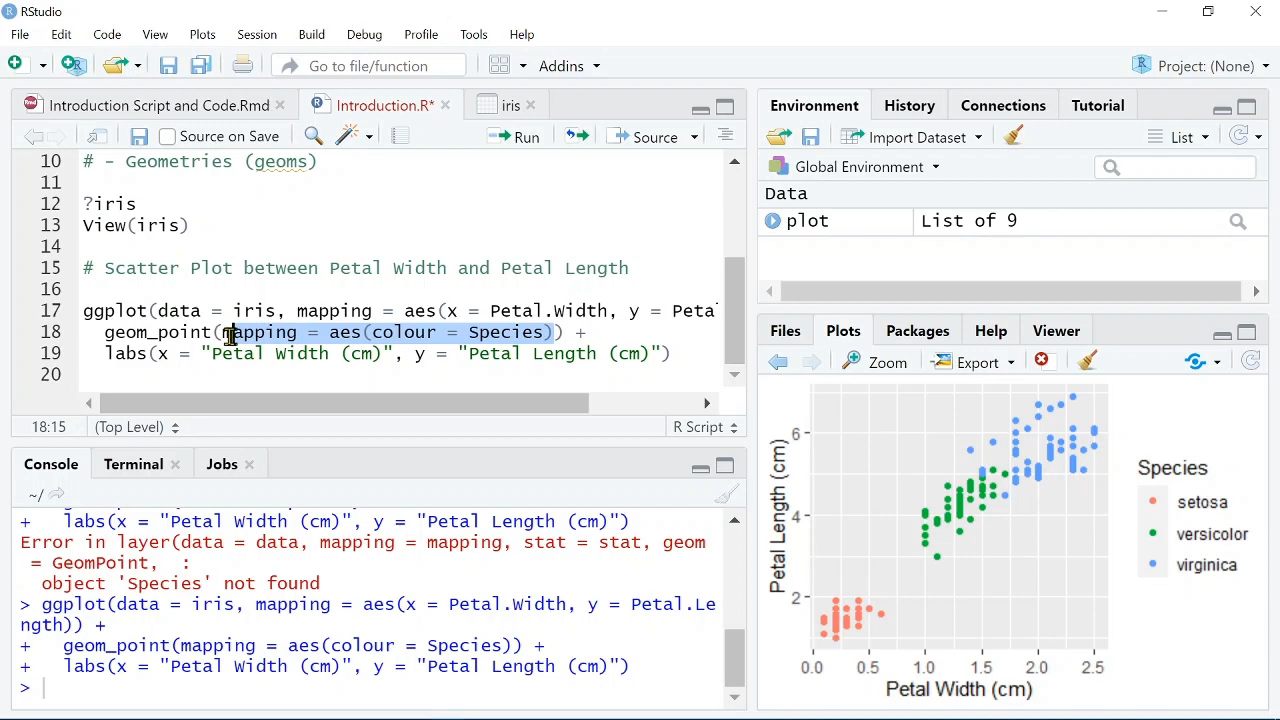 RStudio
File Edit Code View Plots Session Build Debug Profile Tools Help
Go to file/function Addins Project: (None)
Introduction Script and Code.Rmd Introduction.R* iris
Source on Save Run Source
10 # - Geometries (geoms)
11
12 ?iris
13 View(iris)
14
15 # Scatter Plot between Petal Width and Petal Length
16
17 ggplot(data = iris, mapping = aes(x = Petal.Width, y = Peta
18 geom_point(mapping = aes(colour = Species)) +
19 labs(x = "Petal Width (cm)", y = "Petal Length (cm)")
20
18:15 (Top Level) R Script
Console Terminal Jobs
~/
+ labs(x = "Petal Width (cm)", y = "Petal Length (cm)")
Error in layer(data = data, mapping = mapping, stat = stat, geom
= GeomPoint, :
object 'Species' not found
> ggplot(data = iris, mapping = aes(x = Petal.Width, y = Petal.Le
ngth)) +
+ geom_point(mapping = aes(colour = Species)) +
+ labs(x = "Petal Width (cm)", y = "Petal Length (cm)")
>
Environment History Connections Tutorial
Import Dataset List
Global Environment
Data
plot List of 9
Files Plots Packages Help Viewer
Zoom Export
Petal Length (cm)
6
4
2
0.0 0.5 1.0 1.5 2.0 2.5
Petal Width (cm)
Species
setosa
versicolor
virginica